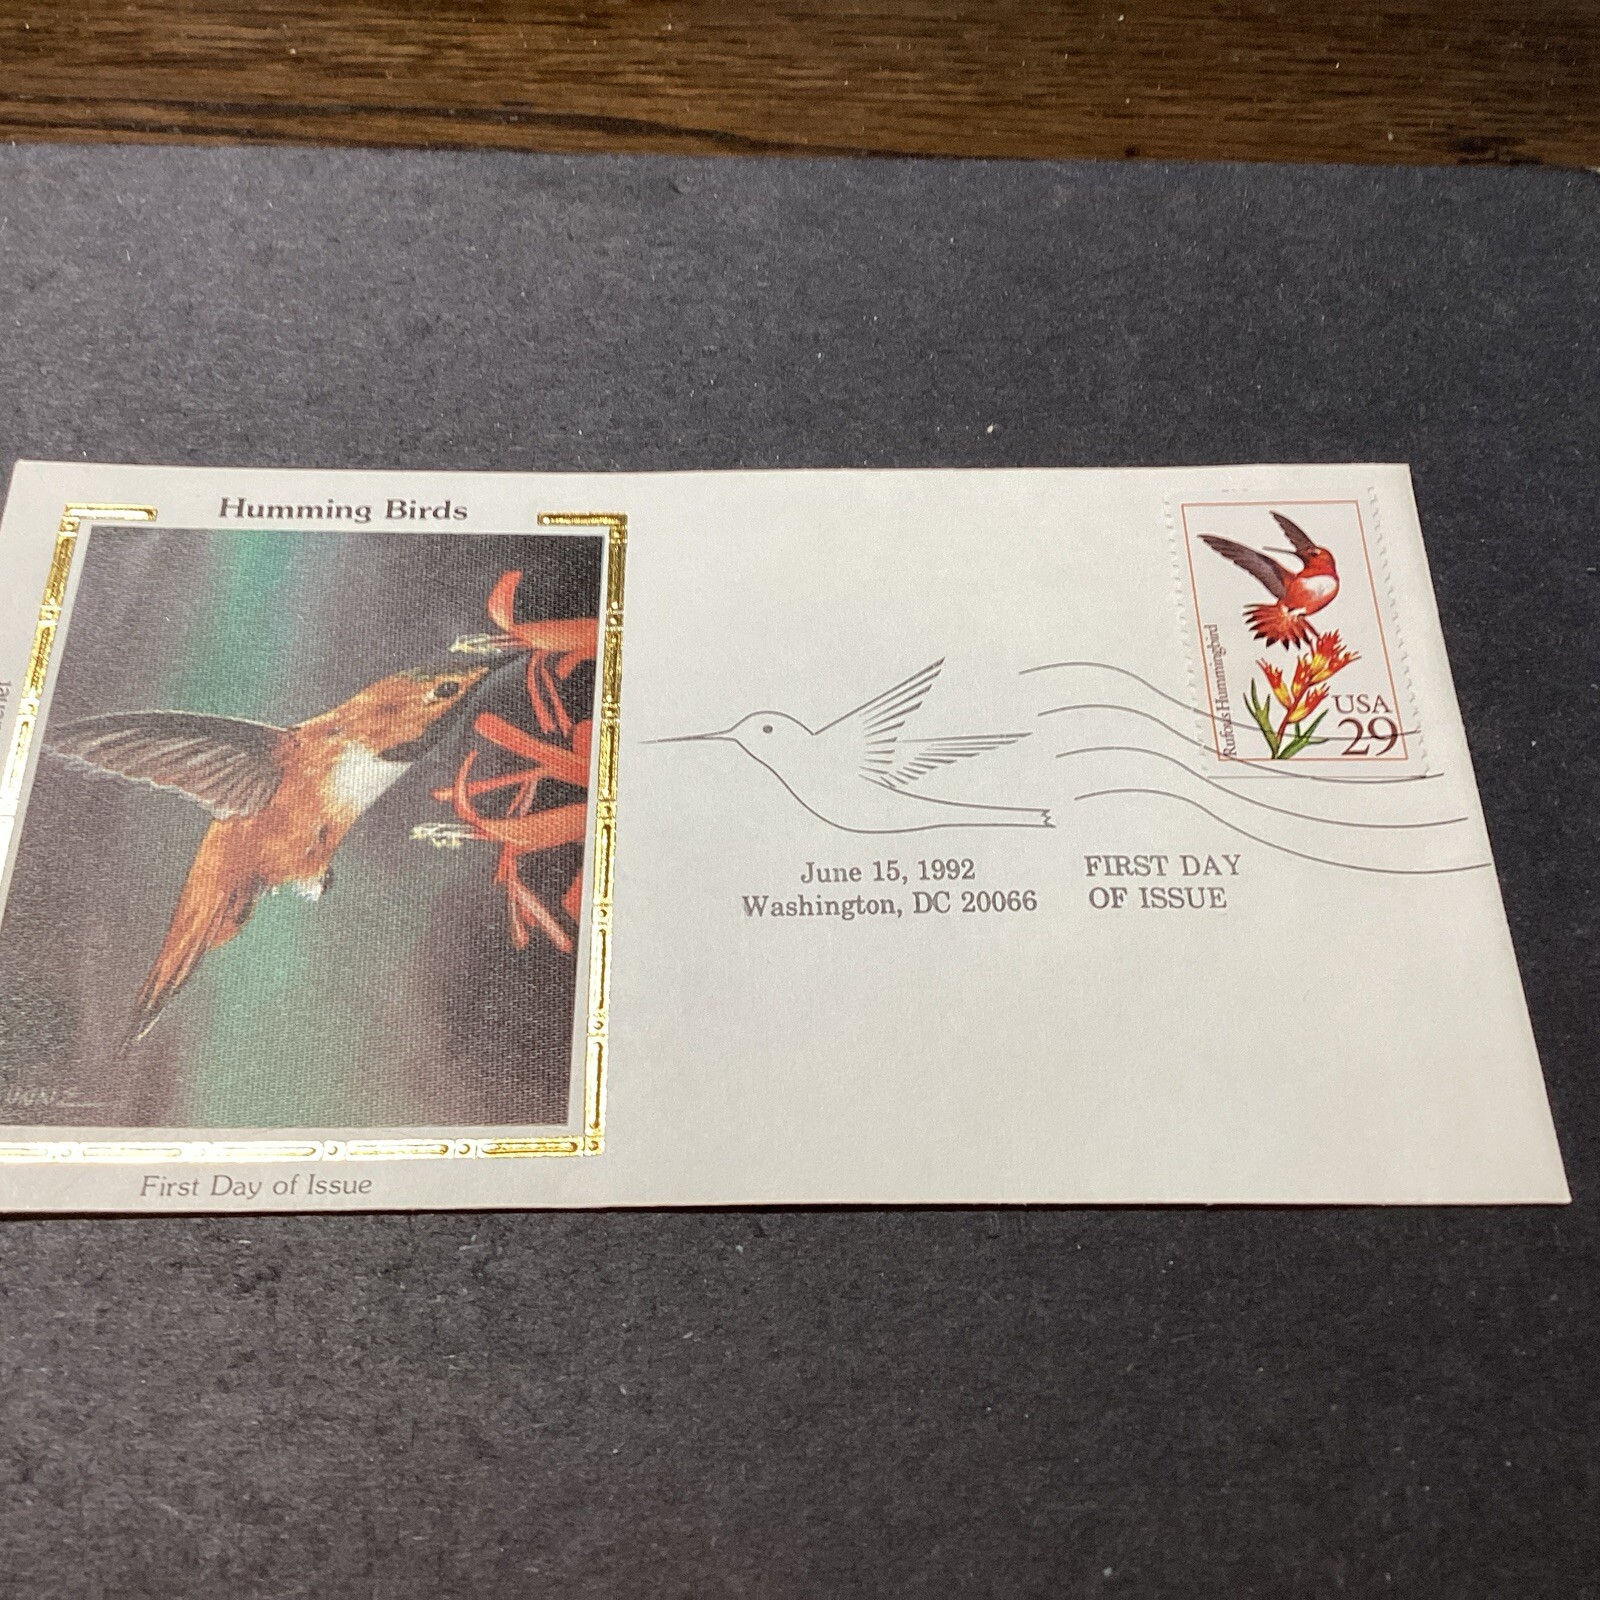 Humming Birds
First Day of Issue
June 15, 1992
Washington, DC 20066
FIRST DAY
OF ISSUE
Rufous Hummingbird
USA
29